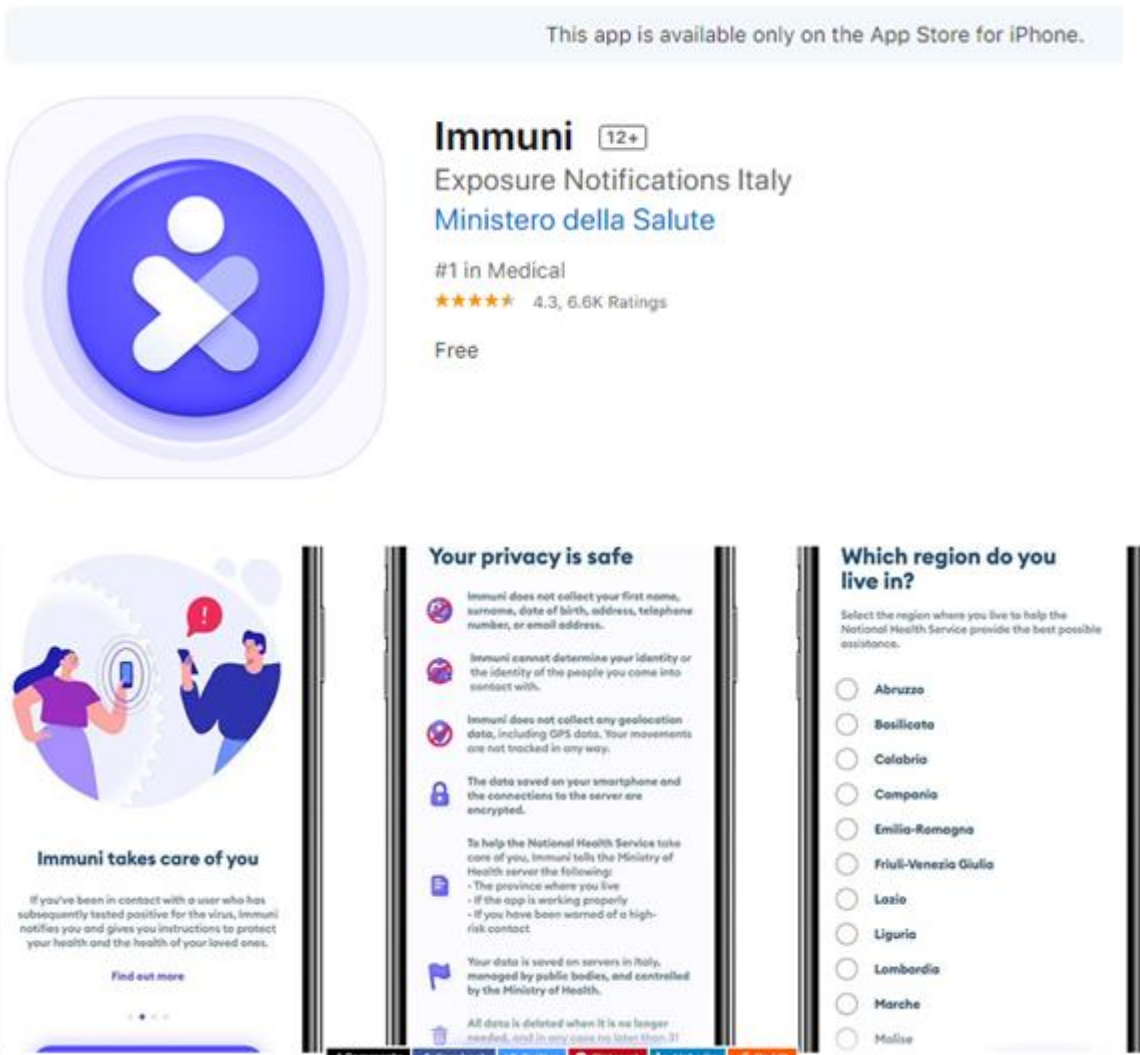 This app is available only on the App Store for iPhone.
Immuni 12+
Exposure Notifications Italy
Ministero della Salute
#1 in Medical
4.3, 6.6K Ratings
Free
!
Immuni takes care of you
If you've been in contact with a user who has
subsequently tested positive for the virus, Immuni
notifies you and gives you instructions to protect
your health and the health of your loved ones.
Find out more
Your privacy is safe
Immuni does not collect your first name,
surname, date of birth, address, telephone
number, or email address.
Immuni cannot determine your identity or
the identity of the people you come into
contact with.
Immuni does not collect any geolocation
data, including GPS data. Your movements
are not tracked in any way.
The data saved on your smartphone and
the connections to the server are
encrypted.
To help the National Health Service take
care of you, Immuni tells the Ministry of
Health server the following:
- The province where you live
- If the app is working properly
- If you have been warned of a high-
risk contact
Your data is saved on servers in Italy,
managed by public bodies, and controlled
by the Ministry of Health.
All data is deleted when it is no longer
needed, and in any case no later than 31
Which region do you
live in?
Select the region where you live to help the
National Health Service provide the best possible
assistance.
Abruzzo
Basilicata
Calabria
Campania
Emilia-Romagna
Friuli-Venezia Giulia
Lazio
Liguria
Lombardia
Marche
Molise